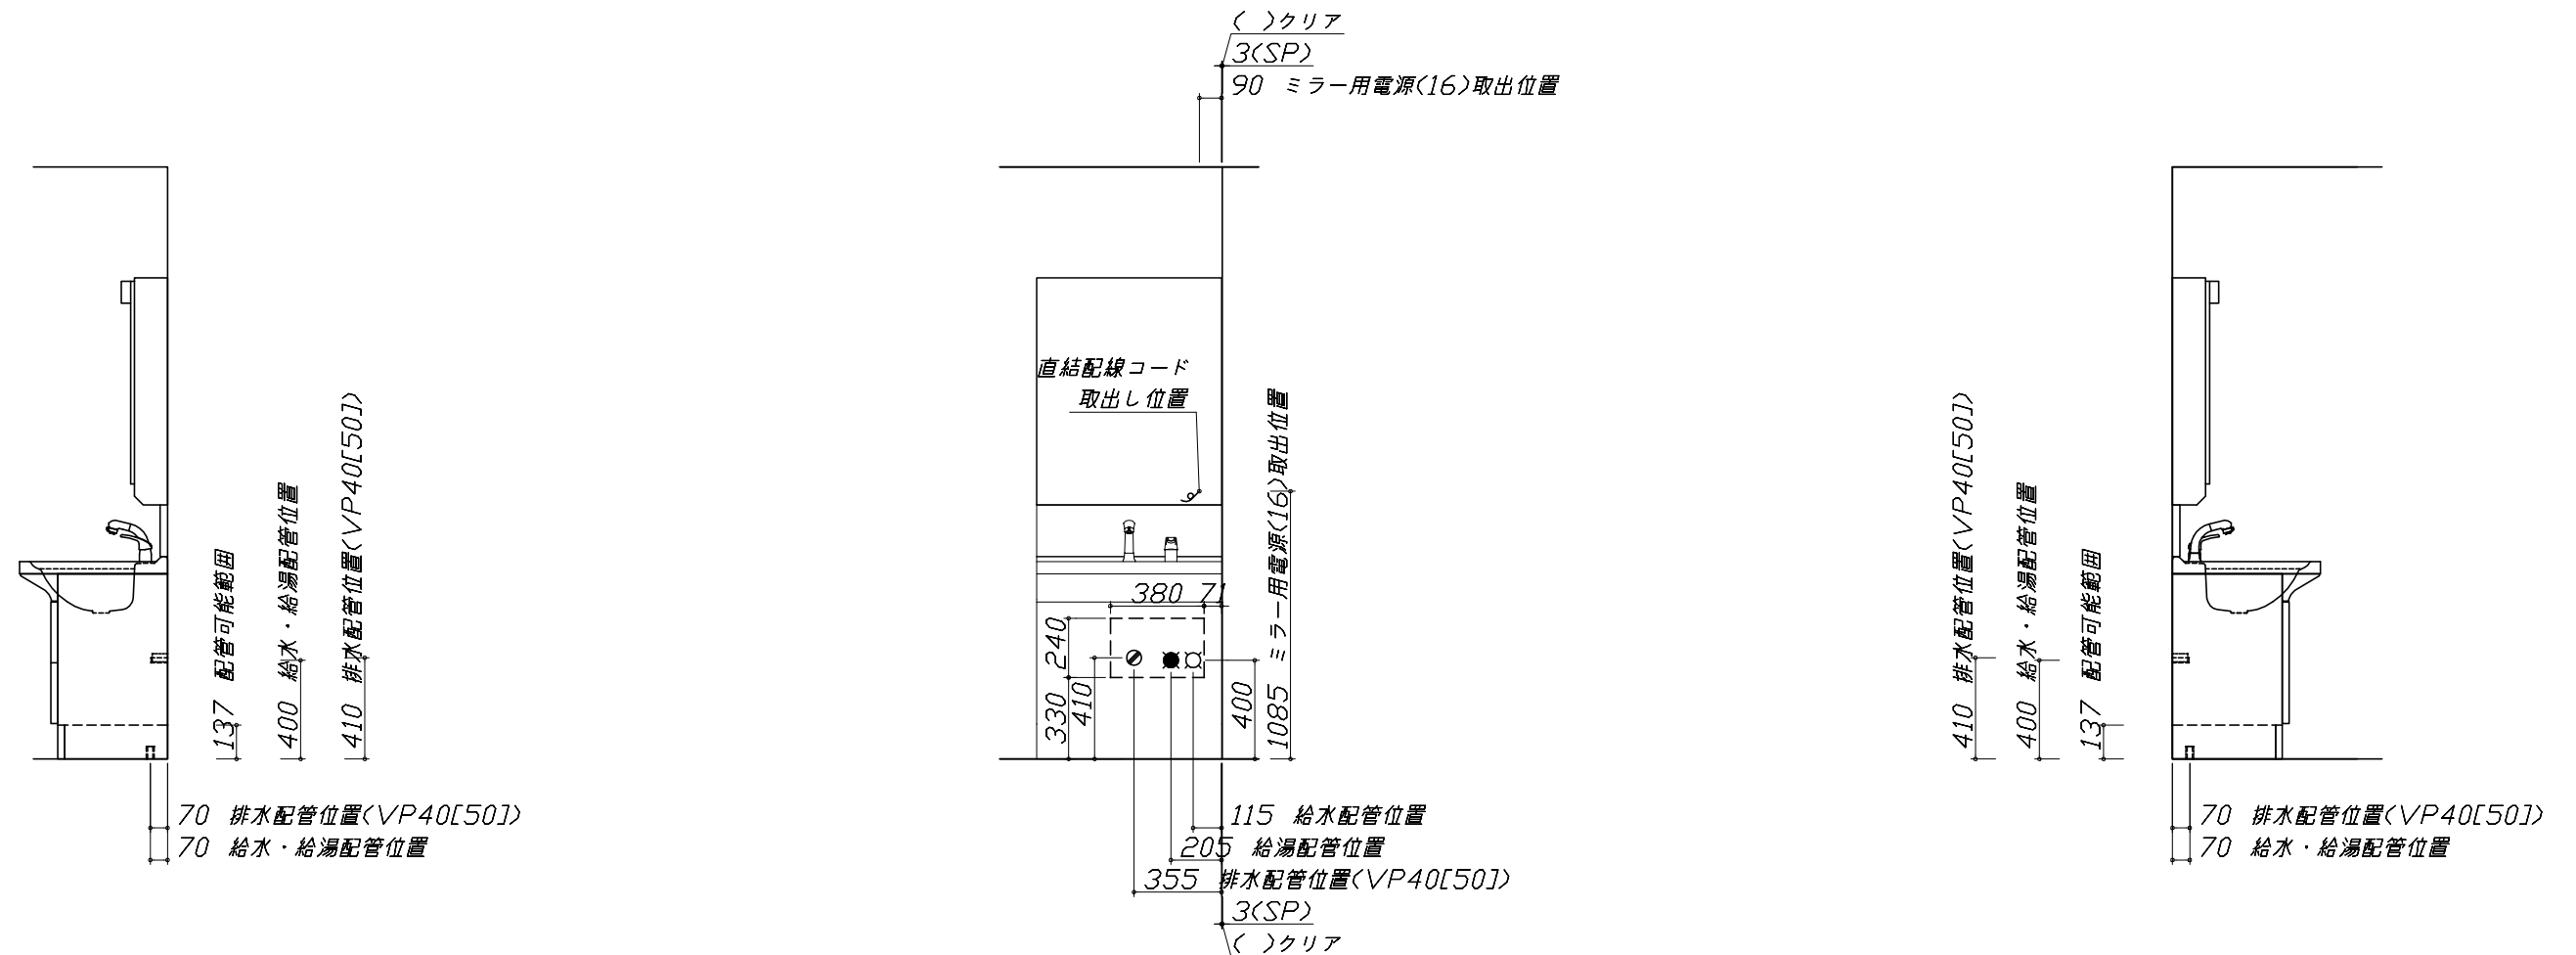 ( )クリア
3(SP)
90 ミラー用電源(16)取出位置
直結配線コード
取出し位置
1085 ミラー用電源(16)取出位置
380 71
240
330
410
400
115 給水配管位置
205 給湯配管位置
355 排水配管位置(VP40[50])
3(SP)
( )クリア
137 配管可能範囲
400 給水・給湯配管位置
410 排水配管位置(VP40[50])
70 排水配管位置(VP40[50])
70 給水・給湯配管位置
410 排水配管位置(VP40[50])
400 給水・給湯配管位置
137 配管可能範囲
70 排水配管位置(VP40[50])
70 給水・給湯配管位置